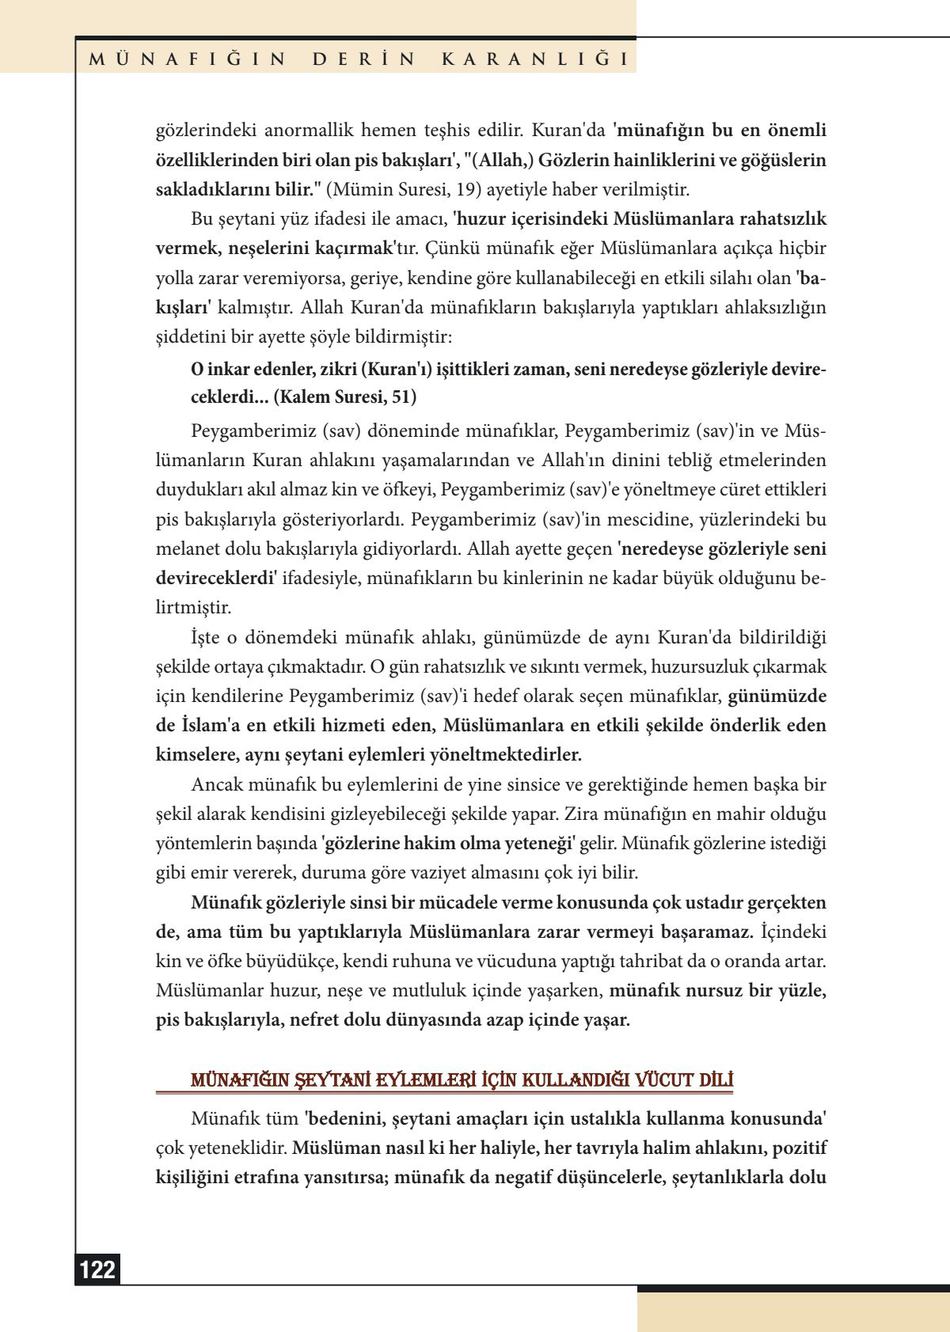 MÜNAFIĞIN DERİN KARANLIĞI
gözlerindeki anormallik hemen teşhis edilir. Kuran'da 'münafığın bu en önemli
özelliklerinden biri olan pis bakışları', "(Allah,) Gözlerin hainliklerini ve göğüslerin
sakladıklarını bilir." (Mümin Suresi, 19) ayetiyle haber verilmiştir.
Bu şeytani yüz ifadesi ile amacı, 'huzur içerisindeki Müslümanlara rahatsızlık
vermek, neşelerini kaçırmak'tır. Çünkü münafık eğer Müslümanlara açıkça hiçbir
yolla zarar veremiyorsa, geriye, kendine göre kullanabileceği en etkili silahı olan 'ba-
kışları' kalmıştır. Allah Kuran'da münafıkların bakışlarıyla yaptıkları ahlaksızlığın
şiddetini bir ayette şöyle bildirmiştir:
O inkar edenler, zikri (Kuran'ı) işittikleri zaman, seni neredeyse gözleriyle devire-
ceklerdi... (Kalem Suresi, 51)
Peygamberimiz (sav) döneminde münafıklar, Peygamberimiz (sav)'in ve Müs-
lümanların Kuran ahlakını yaşamalarından ve Allah'ın dinini tebliğ etmelerinden
duydukları akıl almaz kin ve öfkeyi, Peygamberimiz (sav)'e yöneltmeye cüret ettikleri
pis bakışlarıyla gösteriyorlardı. Peygamberimiz (sav)'in mescidine, yüzlerindeki bu
melanet dolu bakışlarıyla gidiyorlardı. Allah ayette geçen 'neredeyse gözleriyle seni
devireceklerdi' ifadesiyle, münafıkların bu kinlerinin ne kadar büyük olduğunu be-
lirtmiştir.
İşte o dönemdeki münafık ahlakı, günümüzde de aynı Kuran'da bildirildiği
şekilde ortaya çıkmaktadır. O gün rahatsızlık ve sıkıntı vermek, huzursuzluk çıkarmak
için kendilerine Peygamberimiz (sav)'i hedef olarak seçen münafıklar, günümüzde
de İslam'a en etkili hizmeti eden, Müslümanlara en etkili şekilde önderlik eden
kimselere, aynı şeytani eylemleri yöneltmektedirler.
Ancak münafık bu eylemlerini de yine sinsice ve gerektiğinde hemen başka bir
şekil alarak kendisini gizleyebileceği şekilde yapar. Zira münafığın en mahir olduğu
yöntemlerin başında 'gözlerine hakim olma yeteneği' gelir. Münafık gözlerine istediği
gibi emir vererek, duruma göre vaziyet almasını çok iyi bilir.
Münafık gözleriyle sinsi bir mücadele verme konusunda çok ustadır gerçekten
de, ama tüm bu yaptıklarıyla Müslümanlara zarar vermeyi başaramaz. İçindeki
kin ve öfke büyüdükçe, kendi ruhuna ve vücuduna yaptığı tahribat da o oranda artar.
Müslümanlar huzur, neşe ve mutluluk içinde yaşarken, münafık nursuz bir yüzle,
pis bakışlarıyla, nefret dolu dünyasında azap içinde yaşar.
MÜNAFIĞIN ŞEYTANİ EYLEMLERİ İÇİN KULLANDIĞI VÜCUT DİLİ
Münafık tüm 'bedenini, şeytani amaçları için ustalıkla kullanma konusunda'
çok yeteneklidir. Müslüman nasıl ki her haliyle, her tavrıyla halim ahlakını, pozitif
kişiliğini etrafına yansıtırsa; münafık da negatif düşüncelerle, şeytanlıklarla dolu
122